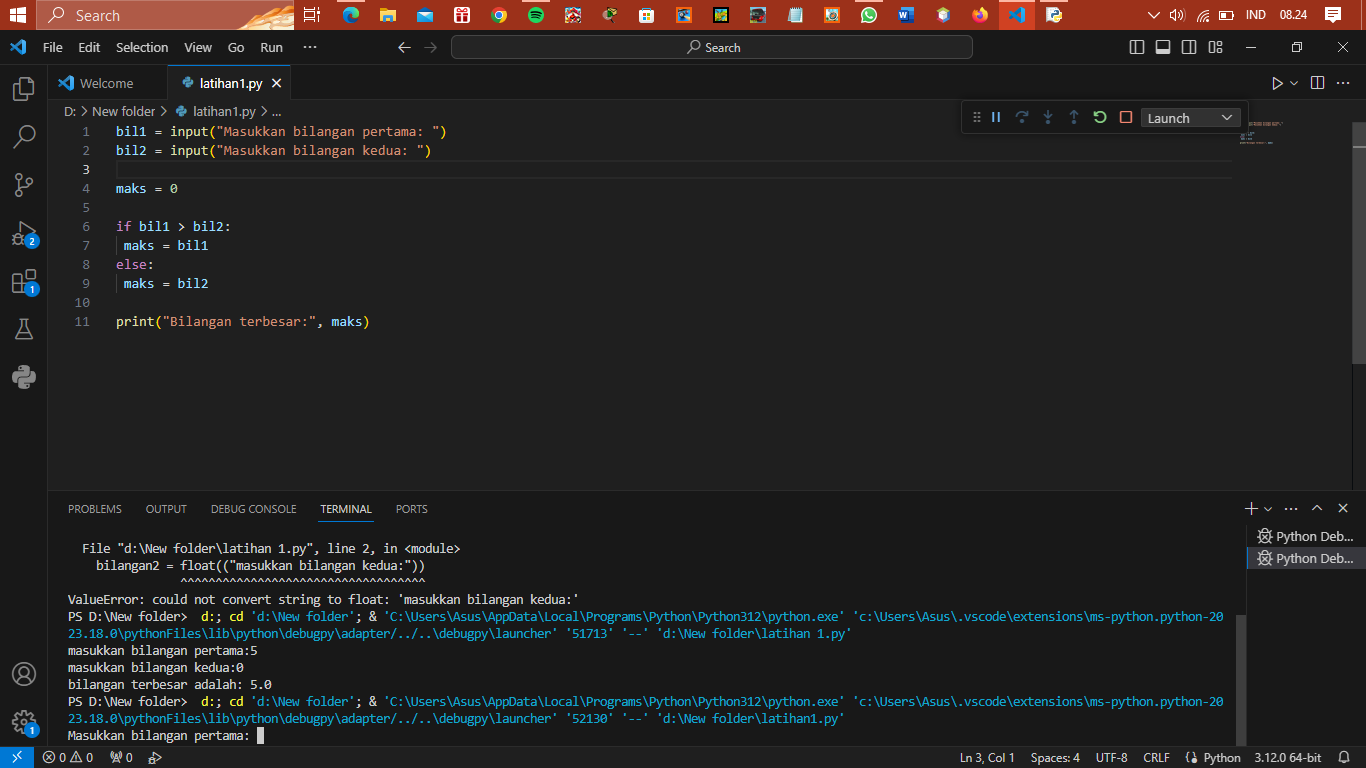 Search
IND
08.24
File Edit Selection View Go Run ···
Search
Welcome
latihan1.py
D: > New folder > latihan1.py > ...
Launch
1 bil1 = input("Masukkan bilangan pertama: ")
2 bil2 = input("Masukkan bilangan kedua: ")
3
4 maks = 0
5
6 if bil1 > bil2:
7 maks = bil1
8 else:
9 maks = bil2
10
11 print("Bilangan terbesar:", maks)
2
1
PROBLEMS OUTPUT DEBUG CONSOLE TERMINAL PORTS
Python Deb...
Python Deb...
File "d:\New folder\latihan 1.py", line 2, in <module>
bilangan2 = float(("masukkan bilangan kedua:"))
^^^^^^^^^^^^^^^^^^^^^^^^^^^^^^^^^^^
ValueError: could not convert string to float: 'masukkan bilangan kedua:'
PS D:\New folder>  d:; cd 'd:\New folder'; & 'C:\Users\Asus\AppData\Local\Programs\Python\Python312\python.exe' 'c:\Users\Asus\.vscode\extensions\ms-python.python-20
23.18.0\pythonFiles\lib\python\debugpy\adapter/../..\debugpy\launcher' '51713' '--' 'd:\New folder\latihan 1.py'
masukkan bilangan pertama:5
masukkan bilangan kedua:0
bilangan terbesar adalah: 5.0
PS D:\New folder>  d:; cd 'd:\New folder'; & 'C:\Users\Asus\AppData\Local\Programs\Python\Python312\python.exe' 'c:\Users\Asus\.vscode\extensions\ms-python.python-20
23.18.0\pythonFiles\lib\python\debugpy\adapter/../..\debugpy\launcher' '52130' '--' 'd:\New folder\latihan1.py'
Masukkan bilangan pertama:
1
0 0 0 Ln 3, Col 1 Spaces: 4 UTF-8 CRLF Python 3.12.0 64-bit